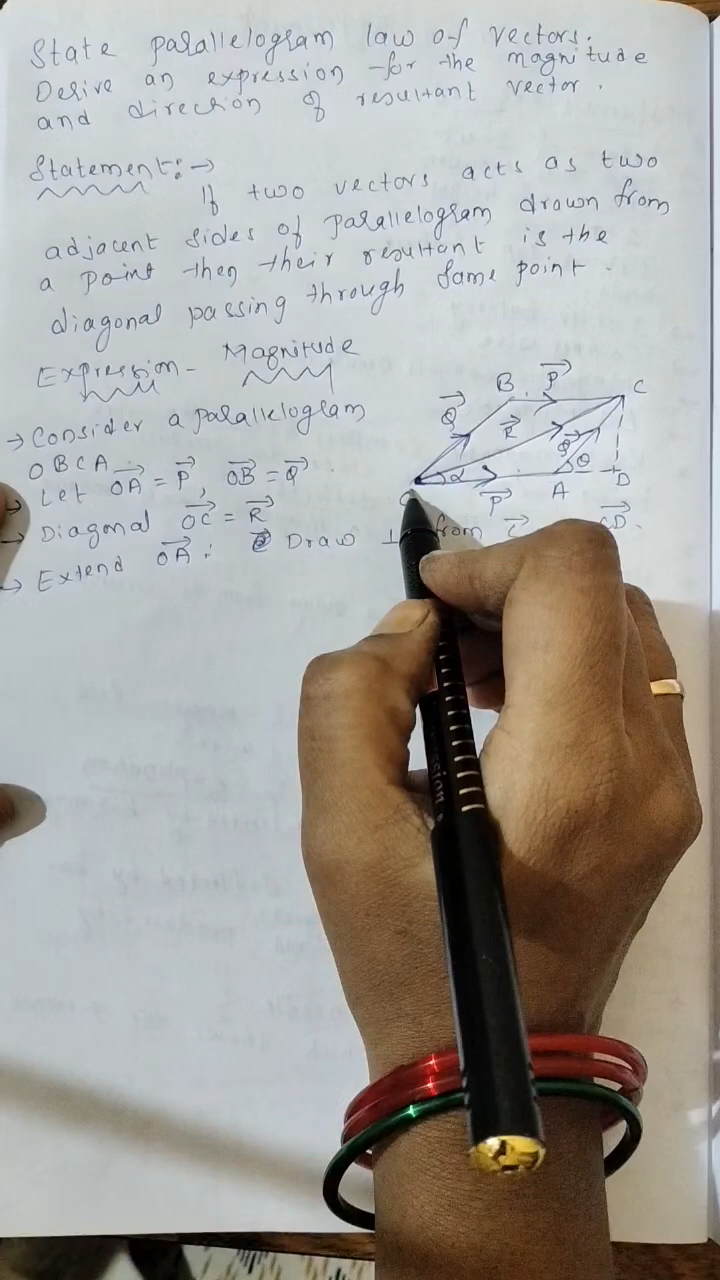 State parallelogram law of vectors.
Derive an expression for the magnitude
and direction of resultant vector.
Statement:→
If two vectors acts as two
adjacent sides of parallelogram drawn from
a point then their resultant is the
diagonal passing through same point.
Expression- Magnitude
→ Consider a parallelogram
OBCA.
→ Let OA⃗ = P⃗, OB⃗ = Q⃗
→ Diagonal OC⃗ = R⃗
→ Extend OA⃗. Draw ⊥ from C⃗ CD⃗.
B P⃗ C
Q⃗ R⃗ Q⃗
α θ
P⃗ A D